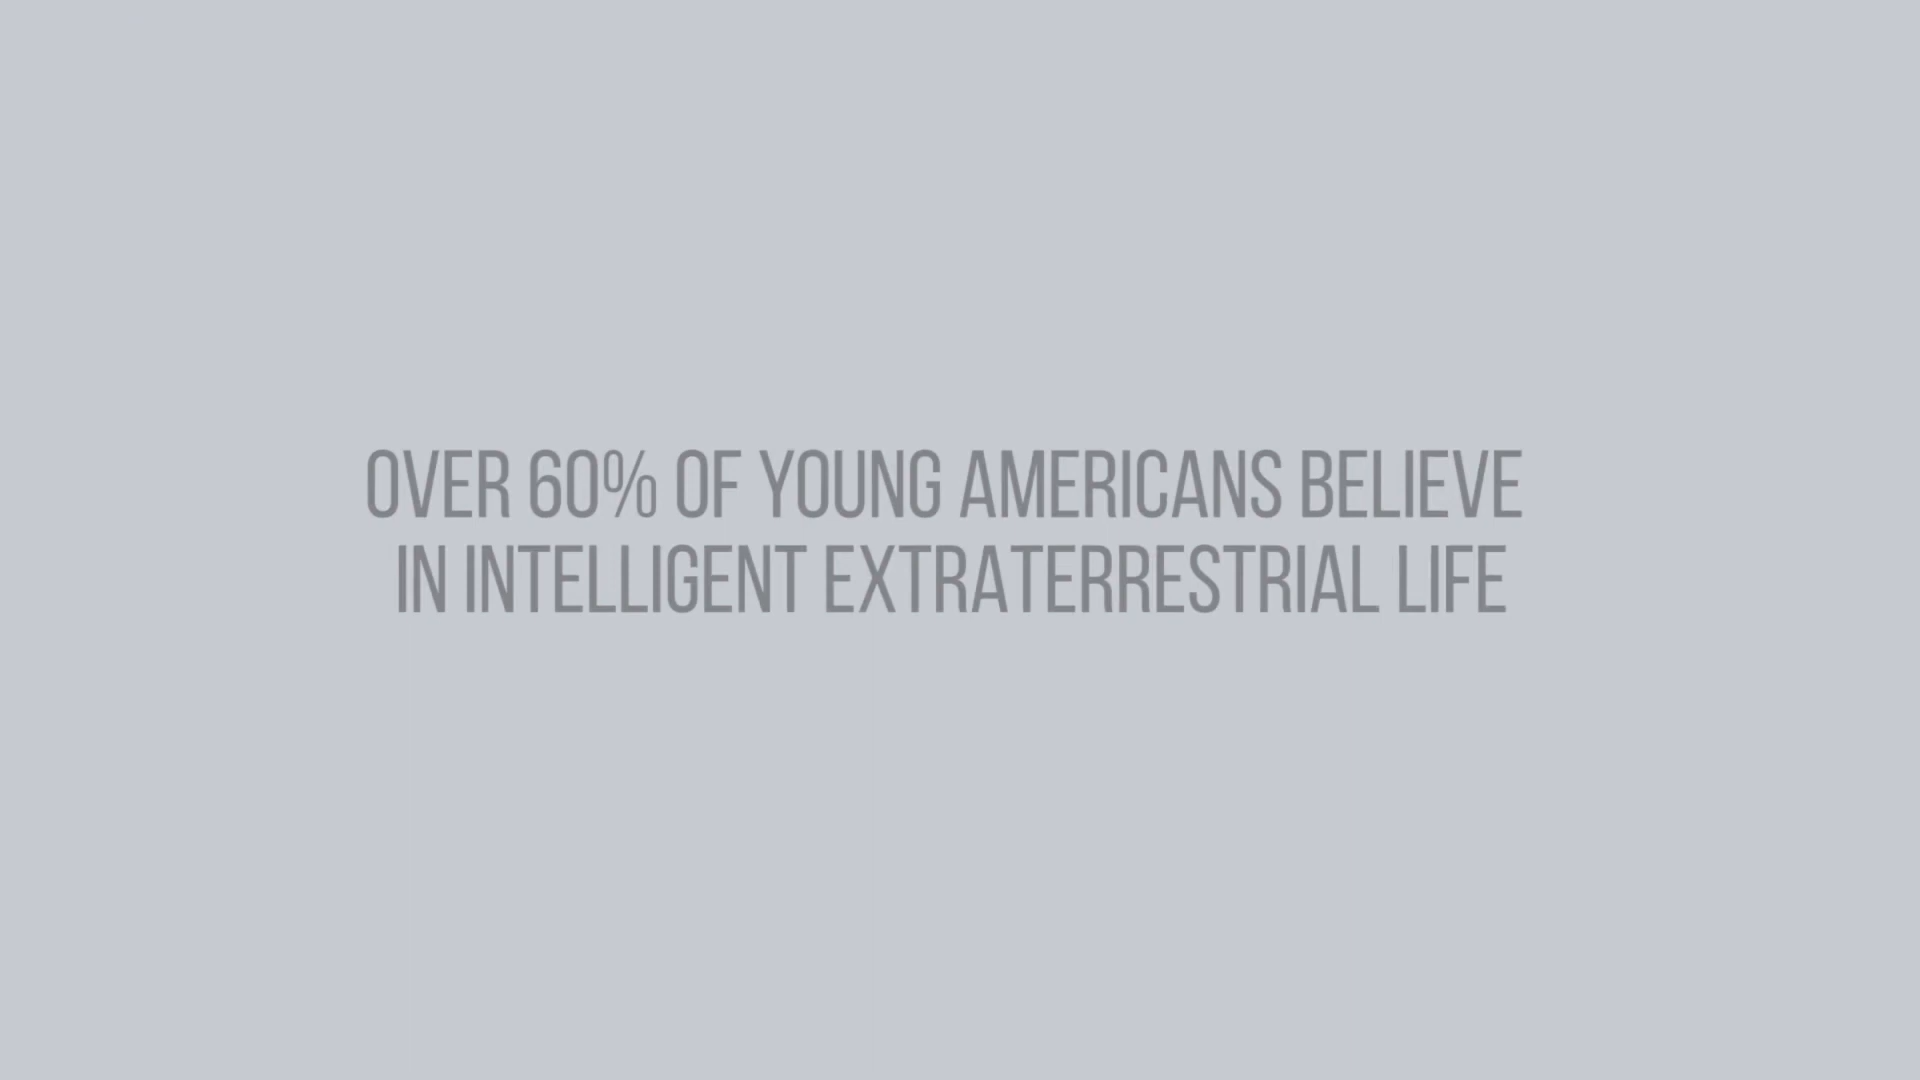 OVER 60% OF YOUNG AMERICANS BELIEVE
IN INTELLIGENT EXTRATERRESTRIAL LIFE